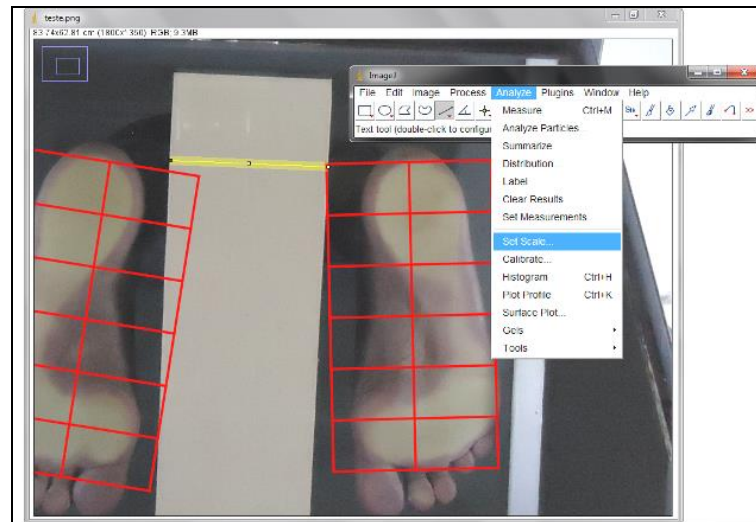 teste.png
83.74x62.81 cm (1800x1350) RGB; 9.3MB
ImageJ
File Edit Image Process Analyze Plugins Window Help
Text tool (double-click to configu
Measure Ctrl+M
Analyze Particles...
Summarize
Distribution
Label
Clear Results
Set Measurements
Set Scale...
Calibrate...
Histogram Ctrl+H
Plot Profile Ctrl+K
Surface Plot...
Gels
Tools